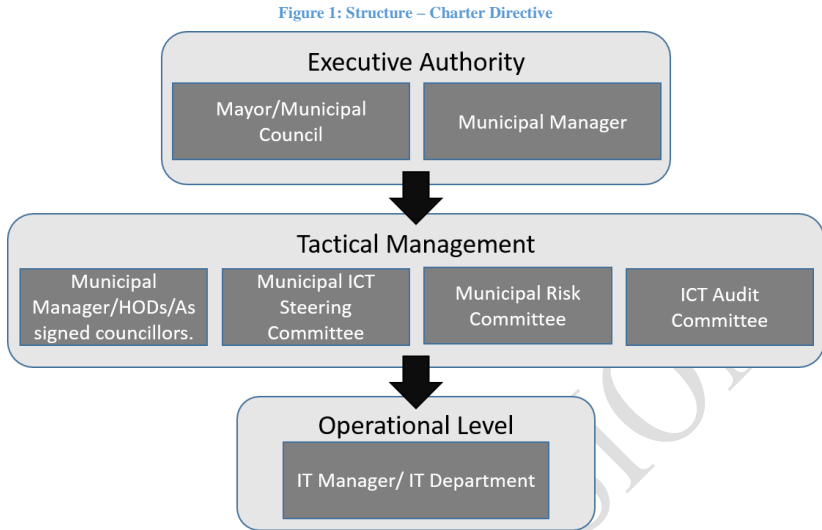 Figure 1: Structure – Charter Directive
Executive Authority
Mayor/Municipal
Council
Municipal Manager
Tactical Management
Municipal
Manager/HODs/As
signed councillors.
Municipal ICT
Steering
Committee
Municipal Risk
Committee
ICT Audit
Committee
Operational Level
IT Manager/ IT Department